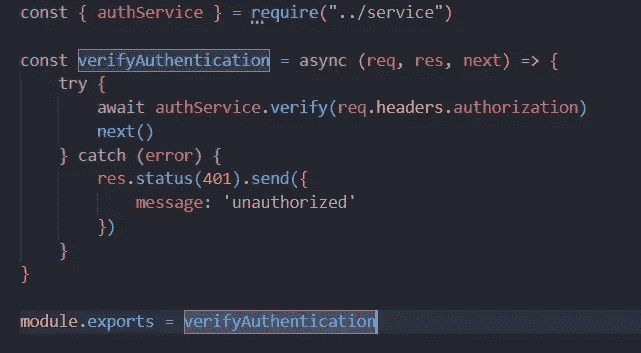 const { authService } = require("../service")
const verifyAuthentication = async (req, res, next) => {
try {
await authService.verify(req.headers.authorization)
next()
} catch (error) {
res.status(401).send({
message: 'unauthorized'
})
}
}
module.exports = verifyAuthentication